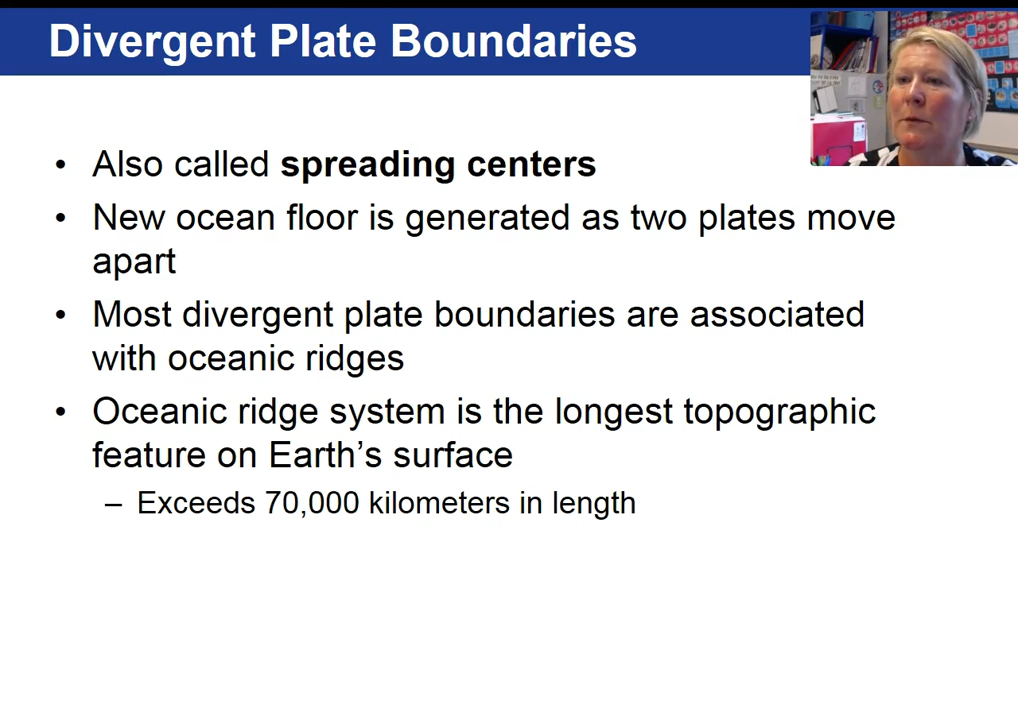 Divergent Plate Boundaries
• Also called spreading centers
• New ocean floor is generated as two plates move
apart
• Most divergent plate boundaries are associated
with oceanic ridges
• Oceanic ridge system is the longest topographic
feature on Earth’s surface
– Exceeds 70,000 kilometers in length